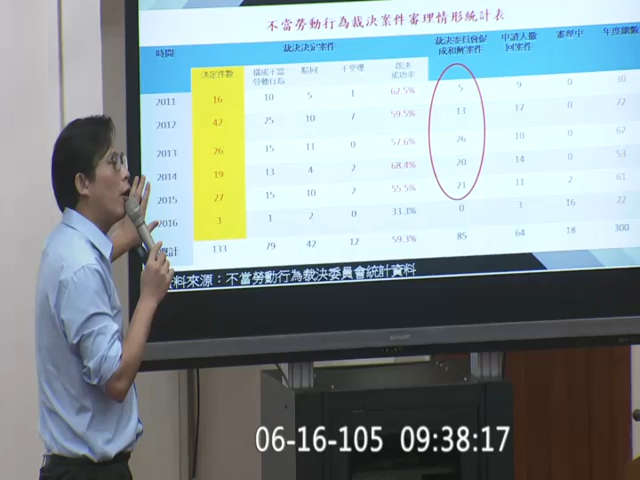 不當勞動行為裁決案件審理情形統計表
時間 裁決決定案件 裁決委員會促成和解案件 申請人撤回案件 審理中 年度總數
決定件數 構成不當勞動行為 駁回 不受理 裁決成功率
2011 16 10 5 1 62.5% 5 9 0 30
2012 42 25 10 7 59.5% 13 17 0 72
2013 26 15 11 0 57.6% 26 10 0 62
2014 19 13 4 2 68.4% 20 14 0 53
2015 27 15 10 2 55.5% 21 11 2 61
2016 3 1 2 0 33.3% 0 3 16 22
計 133 79 42 12 59.3% 85 64 18 300
資料來源：不當勞動行為裁決委員會統計資料
06-16-105 09:38:17